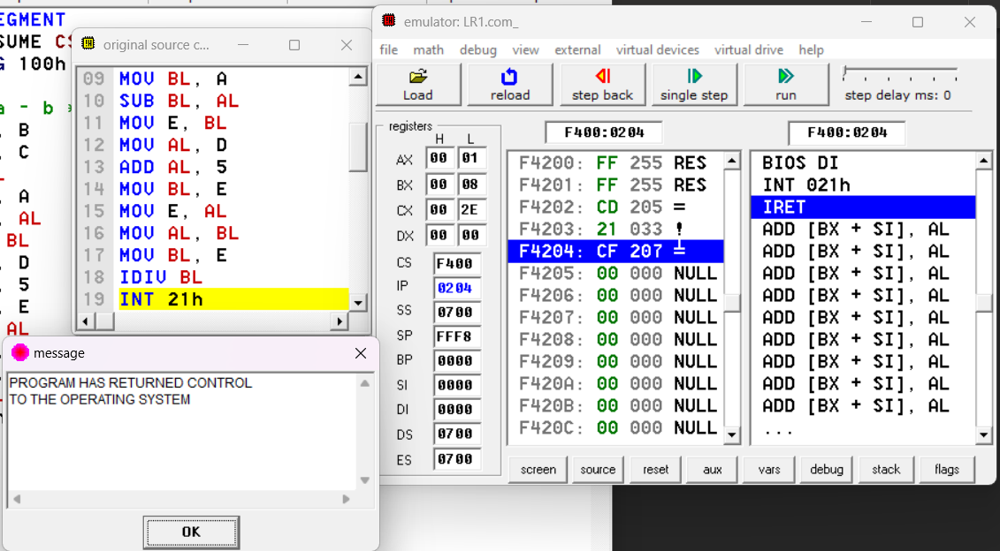 EGMENT
SUME CS
G 100h
a - b
B
C
A
AL
BL
D
5
E
AL
original source c...
09 MOV BL, A
10 SUB BL, AL
11 MOV E, BL
12 MOV AL, D
13 ADD AL, 5
14 MOV BL, E
15 MOV E, AL
16 MOV AL, BL
17 MOV BL, E
18 IDIV BL
19 INT 21h
message
PROGRAM HAS RETURNED CONTROL
TO THE OPERATING SYSTEM
OK
emulator: LR1.com_
file math debug view external virtual devices virtual drive help
Load reload step back single step run step delay ms: 0
registers
H L
AX 00 01
BX 00 08
CX 00 2E
DX 00 00
CS F400
IP 0204
SS 0700
SP FFF8
BP 0000
SI 0000
DI 0000
DS 0700
ES 0700
F400:0204
F4200: FF 255 RES
F4201: FF 255 RES
F4202: CD 205 =
F4203: 21 033 !
F4204: CF 207 ╧
F4205: 00 000 NULL
F4206: 00 000 NULL
F4207: 00 000 NULL
F4208: 00 000 NULL
F4209: 00 000 NULL
F420A: 00 000 NULL
F420B: 00 000 NULL
F420C: 00 000 NULL
F400:0204
BIOS DI
INT 021h
IRET
ADD [BX + SI], AL
ADD [BX + SI], AL
ADD [BX + SI], AL
ADD [BX + SI], AL
ADD [BX + SI], AL
ADD [BX + SI], AL
ADD [BX + SI], AL
ADD [BX + SI], AL
ADD [BX + SI], AL
...
screen source reset aux vars debug stack flags